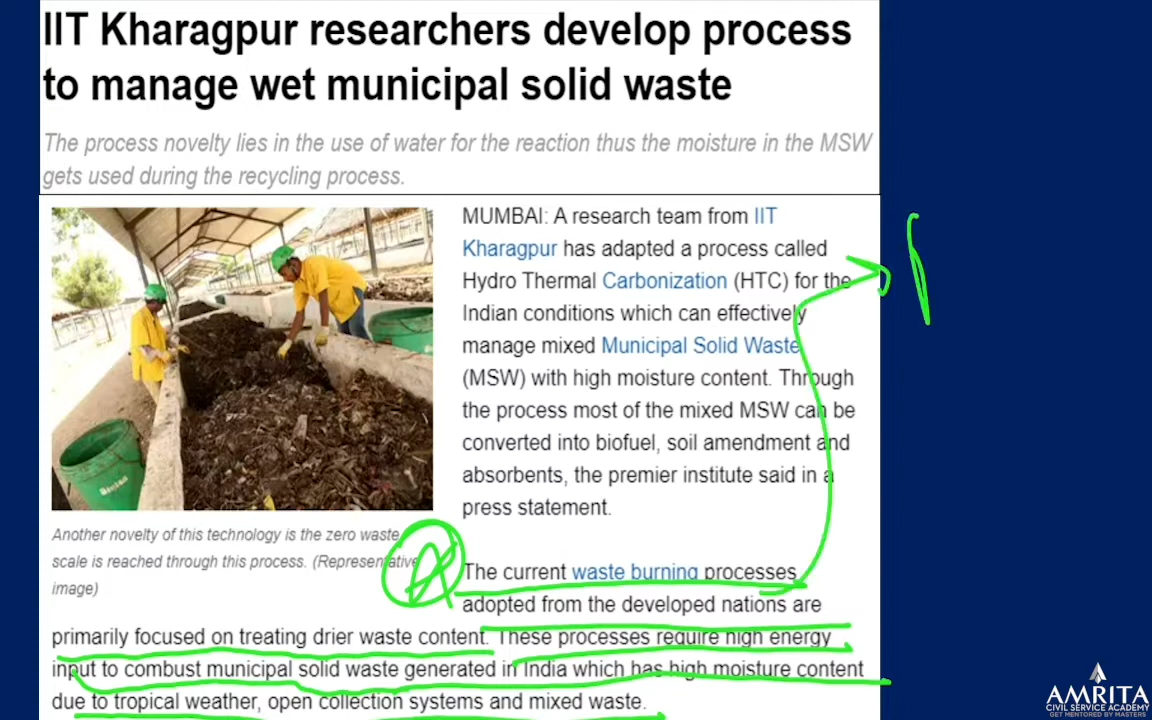 IIT Kharagpur researchers develop process
to manage wet municipal solid waste
The process novelty lies in the use of water for the reaction thus the moisture in the MSW
gets used during the recycling process.
MUMBAI: A research team from IIT
Kharagpur has adapted a process called
Hydro Thermal Carbonization (HTC) for the
Indian conditions which can effectively
manage mixed Municipal Solid Waste
(MSW) with high moisture content. Through
the process most of the mixed MSW can be
converted into biofuel, soil amendment and
absorbents, the premier institute said in a
press statement.
Another novelty of this technology is the zero waste
scale is reached through this process. (Representative
image)
The current waste burning processes
adopted from the developed nations are
primarily focused on treating drier waste content. These processes require high energy
input to combust municipal solid waste generated in India which has high moisture content
due to tropical weather, open collection systems and mixed waste.
AMRITA
CIVIL SERVICE ACADEMY
GET MENTORED BY MASTERS